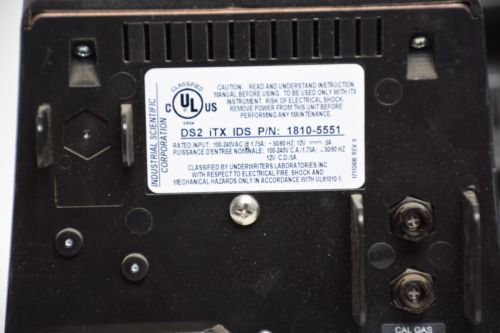 CLASSIFIED
C UL US
CAUTION: READ AND UNDERSTAND INSTRUCTION
MANUAL BEFORE USING. TO BE USED ONLY WITH ITX
INSTRUMENT. RISK OF ELECTRICAL SHOCK.
REMOVE POWER FROM THIS UNIT BEFORE
PERFORMING ANY MAINTENANCE.
INDUSTRIAL SCIENTIFIC
CORPORATION
DS2 iTX IDS P/N: 1810-5551
RATED INPUT: 100-240VAC @ 1.75A; ~ 50/60 HZ; 12V 5A
PUISSANCE D'ENTREE NOMINALE: 100-240V C.A./1.75A; ~ 50/60 HZ
12V C.D./5A
CLASSIFIED BY UNDERWRITERS LABORATORIES INC
WITH RESPECT TO ELECTRICAL FIRE, SHOCK AND
MECHANICAL HAZARDS ONLY IN ACCORDANCE WITH UL61010-1.
CAL GAS